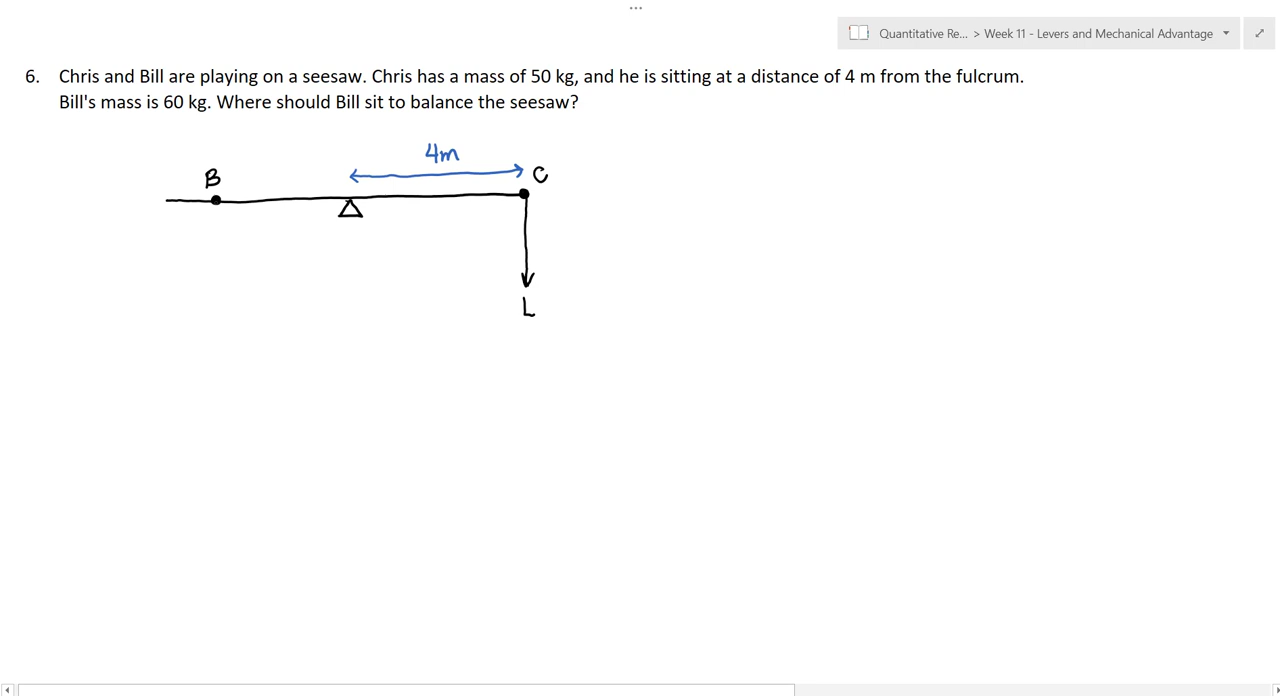 Quantitative Re... > Week 11 - Levers and Mechanical Advantage
6. Chris and Bill are playing on a seesaw. Chris has a mass of 50 kg, and he is sitting at a distance of 4 m from the fulcrum.
Bill's mass is 60 kg. Where should Bill sit to balance the seesaw?
4m
B
C
L